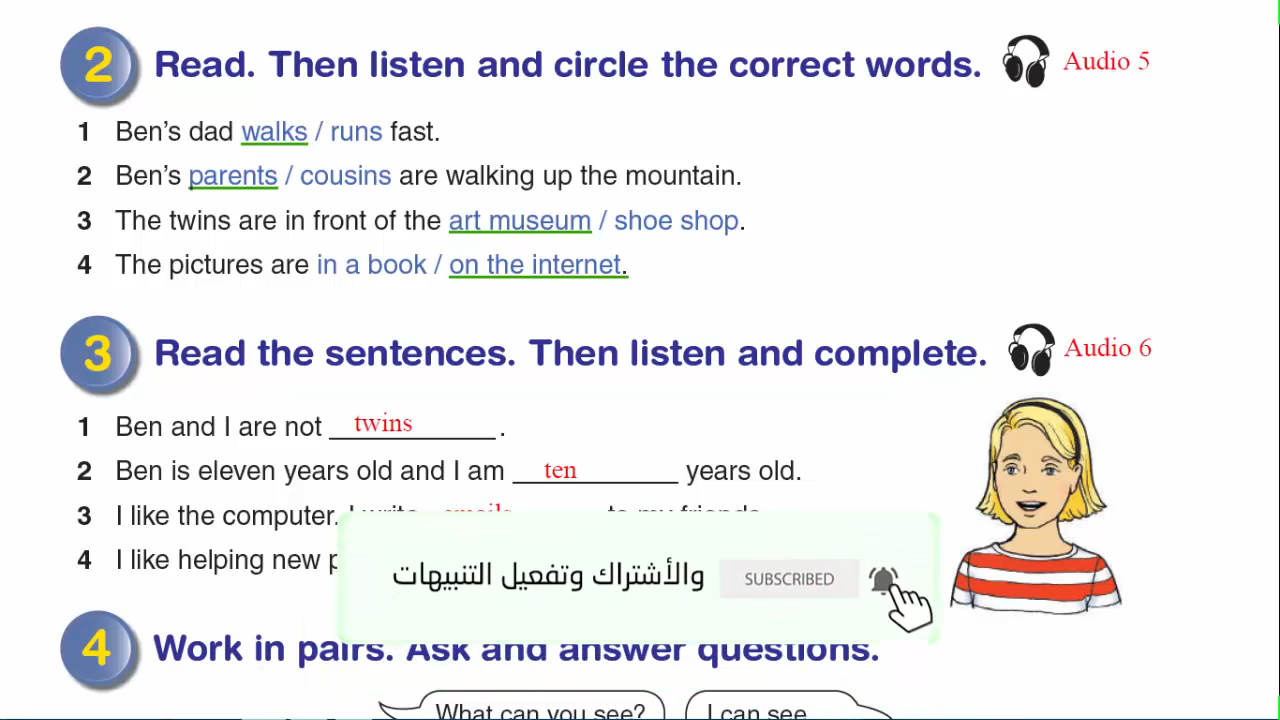 2 Read. Then listen and circle the correct words. Audio 5
1 Ben's dad walks / runs fast.
2 Ben's parents / cousins are walking up the mountain.
3 The twins are in front of the art museum / shoe shop.
4 The pictures are in a book / on the internet.
3 Read the sentences. Then listen and complete. Audio 6
1 Ben and I are not twins .
2 Ben is eleven years old and I am ten years old.
3 I like the computer. I write emails to my friends
4 I like helping new
والأشتراك وتفعيل التنبيهات SUBSCRIBED
4 Work in pairs. Ask and answer questions.
What can you see? I can see